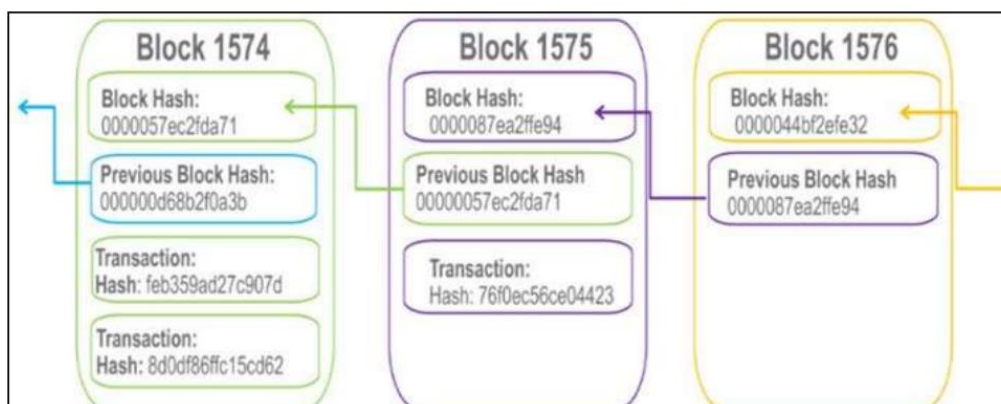 Block 1574
Block Hash:
0000057ec2fda71
Previous Block Hash:
000000d68b2f0a3b
Transaction:
Hash: feb359ad27c907d
Transaction:
Hash: 8d0df86ffc15cd62
Block 1575
Block Hash:
0000087ea2ffe94
Previous Block Hash
00000057ec2fda71
Transaction:
Hash: 76f0ec56ce04423
Block 1576
Block Hash:
0000044bf2efe32
Previous Block Hash
0000087ea2ffe94